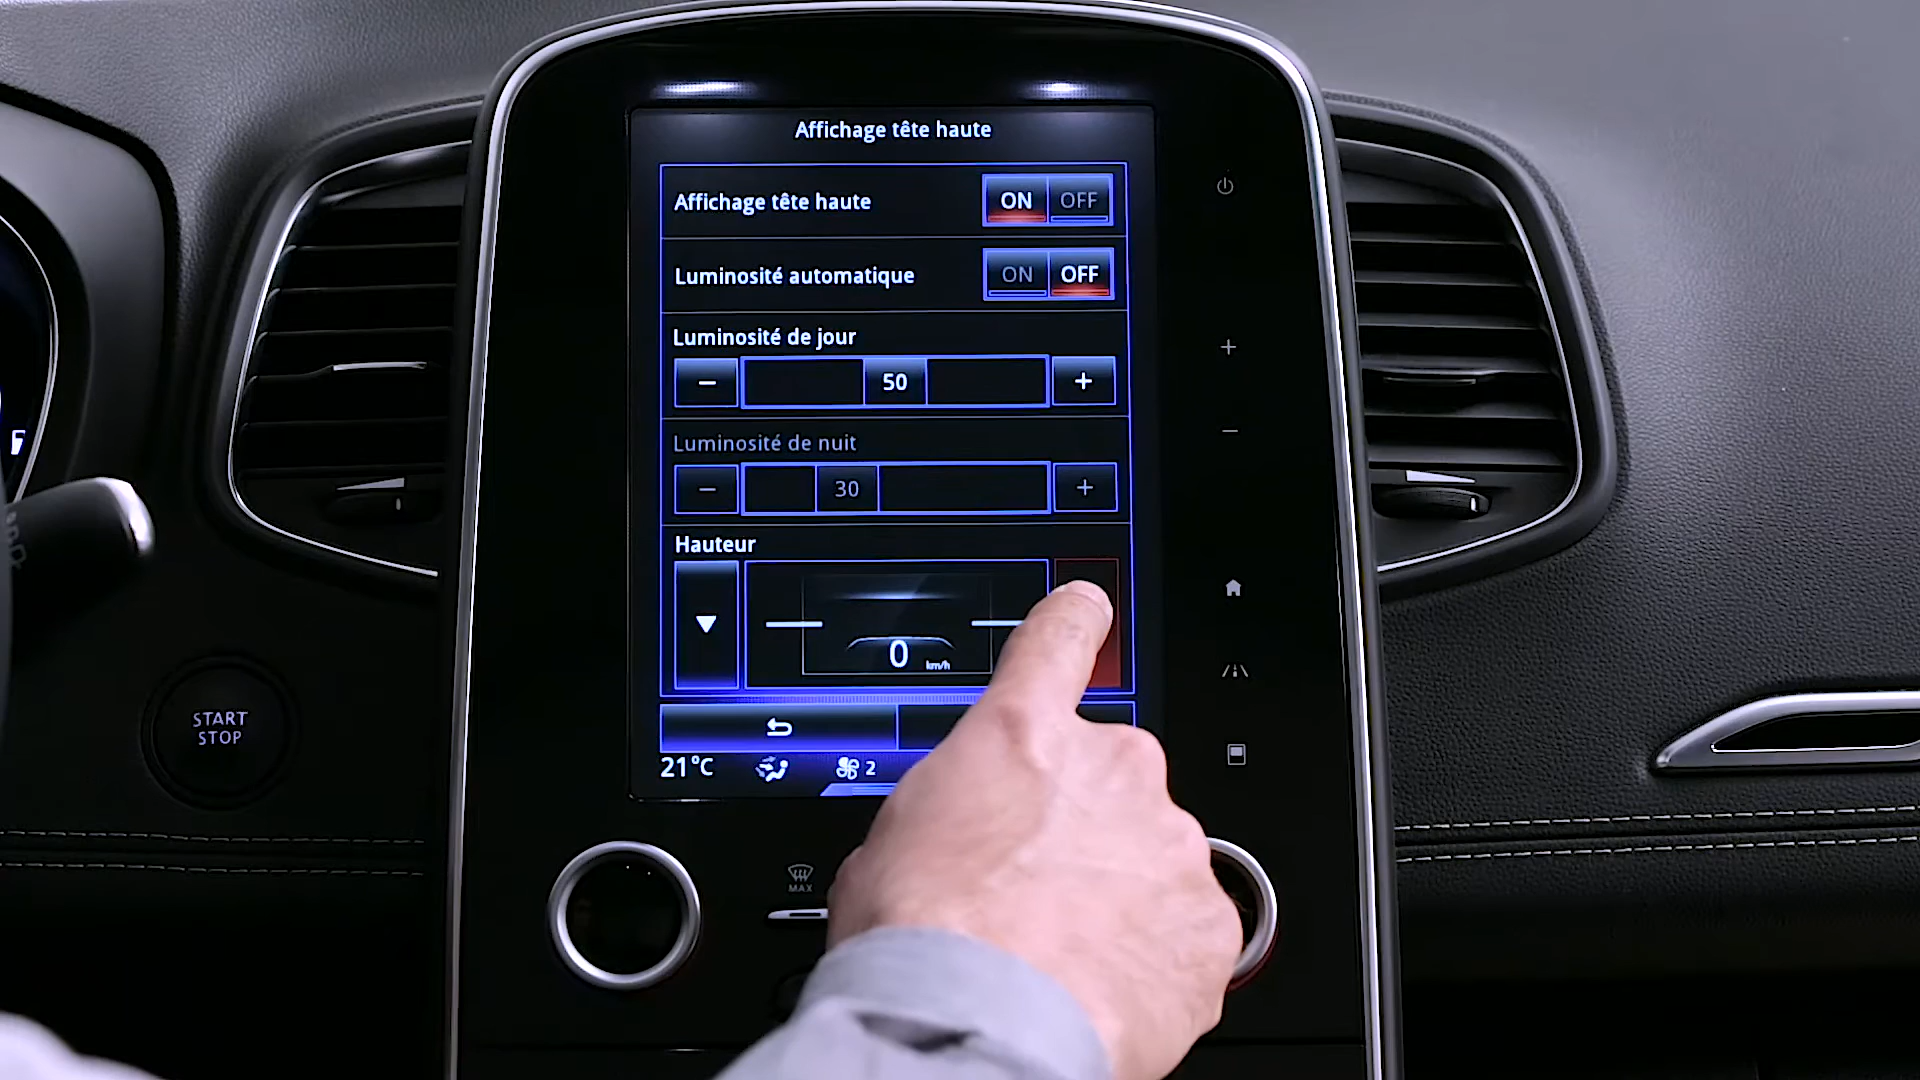 Affichage tête haute
Affichage tête haute ON OFF
Luminosité automatique ON OFF
Luminosité de jour
− 50 +
Luminosité de nuit
− 30 +
Hauteur
0 km/h
21°C 2
START
STOP
MAX